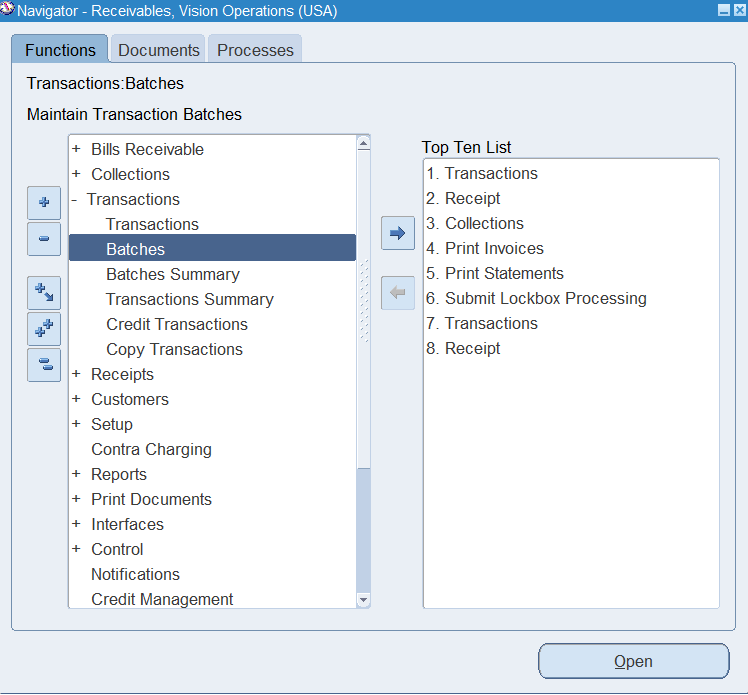 Navigator - Receivables, Vision Operations (USA)
Functions Documents Processes
Transactions:Batches
Maintain Transaction Batches
+ Bills Receivable
+ Collections
- Transactions
Transactions
Batches
Batches Summary
Transactions Summary
Credit Transactions
Copy Transactions
+ Receipts
+ Customers
+ Setup
Contra Charging
+ Reports
+ Print Documents
+ Interfaces
+ Control
Notifications
Credit Management
Top Ten List
1. Transactions
2. Receipt
3. Collections
4. Print Invoices
5. Print Statements
6. Submit Lockbox Processing
7. Transactions
8. Receipt
Open